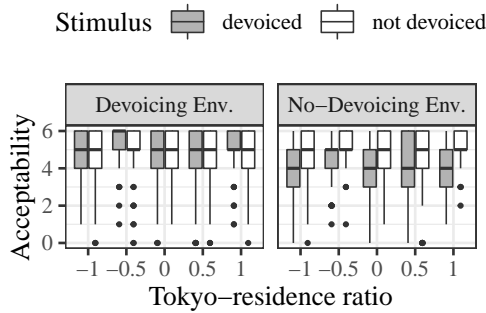 Stimulus devoiced not devoiced
Devoicing Env. No−Devoicing Env.
Acceptability
6
4
2
0
−1 −0.5 0 0.5 1 −1 −0.5 0 0.5 1
Tokyo−residence ratio